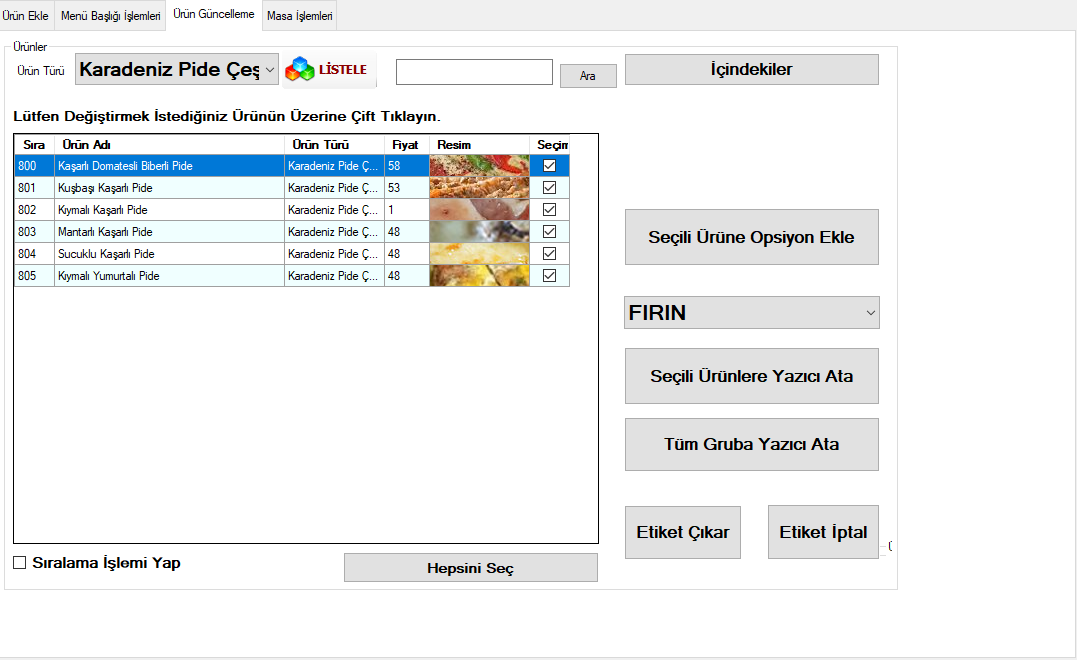 Ürün Ekle Menü Başlığı İşlemleri Ürün Güncelleme Masa İşlemleri
Ürünler
Ürün Türü Karadeniz Pide Çeş LİSTELE Ara İçindekiler
Lütfen Değiştirmek İstediğiniz Ürünün Üzerine Çift Tıklayın.
Sıra Ürün Adı Ürün Türü Fiyat Resim Seçim
800 Kaşarlı Domatesli Biberli Pide Karadeniz Pide Ç... 58
801 Kuşbaşı Kaşarlı Pide Karadeniz Pide Ç... 53
802 Kıymalı Kaşarlı Pide Karadeniz Pide Ç... 1
803 Mantarlı Kaşarlı Pide Karadeniz Pide Ç... 48
804 Sucuklu Kaşarlı Pide Karadeniz Pide Ç... 48
805 Kıymalı Yumurtalı Pide Karadeniz Pide Ç... 48
Seçili Ürüne Opsiyon Ekle
FIRIN
Seçili Ürünlere Yazıcı Ata
Tüm Gruba Yazıcı Ata
Etiket Çıkar Etiket İptal
Sıralama İşlemi Yap
Hepsini Seç